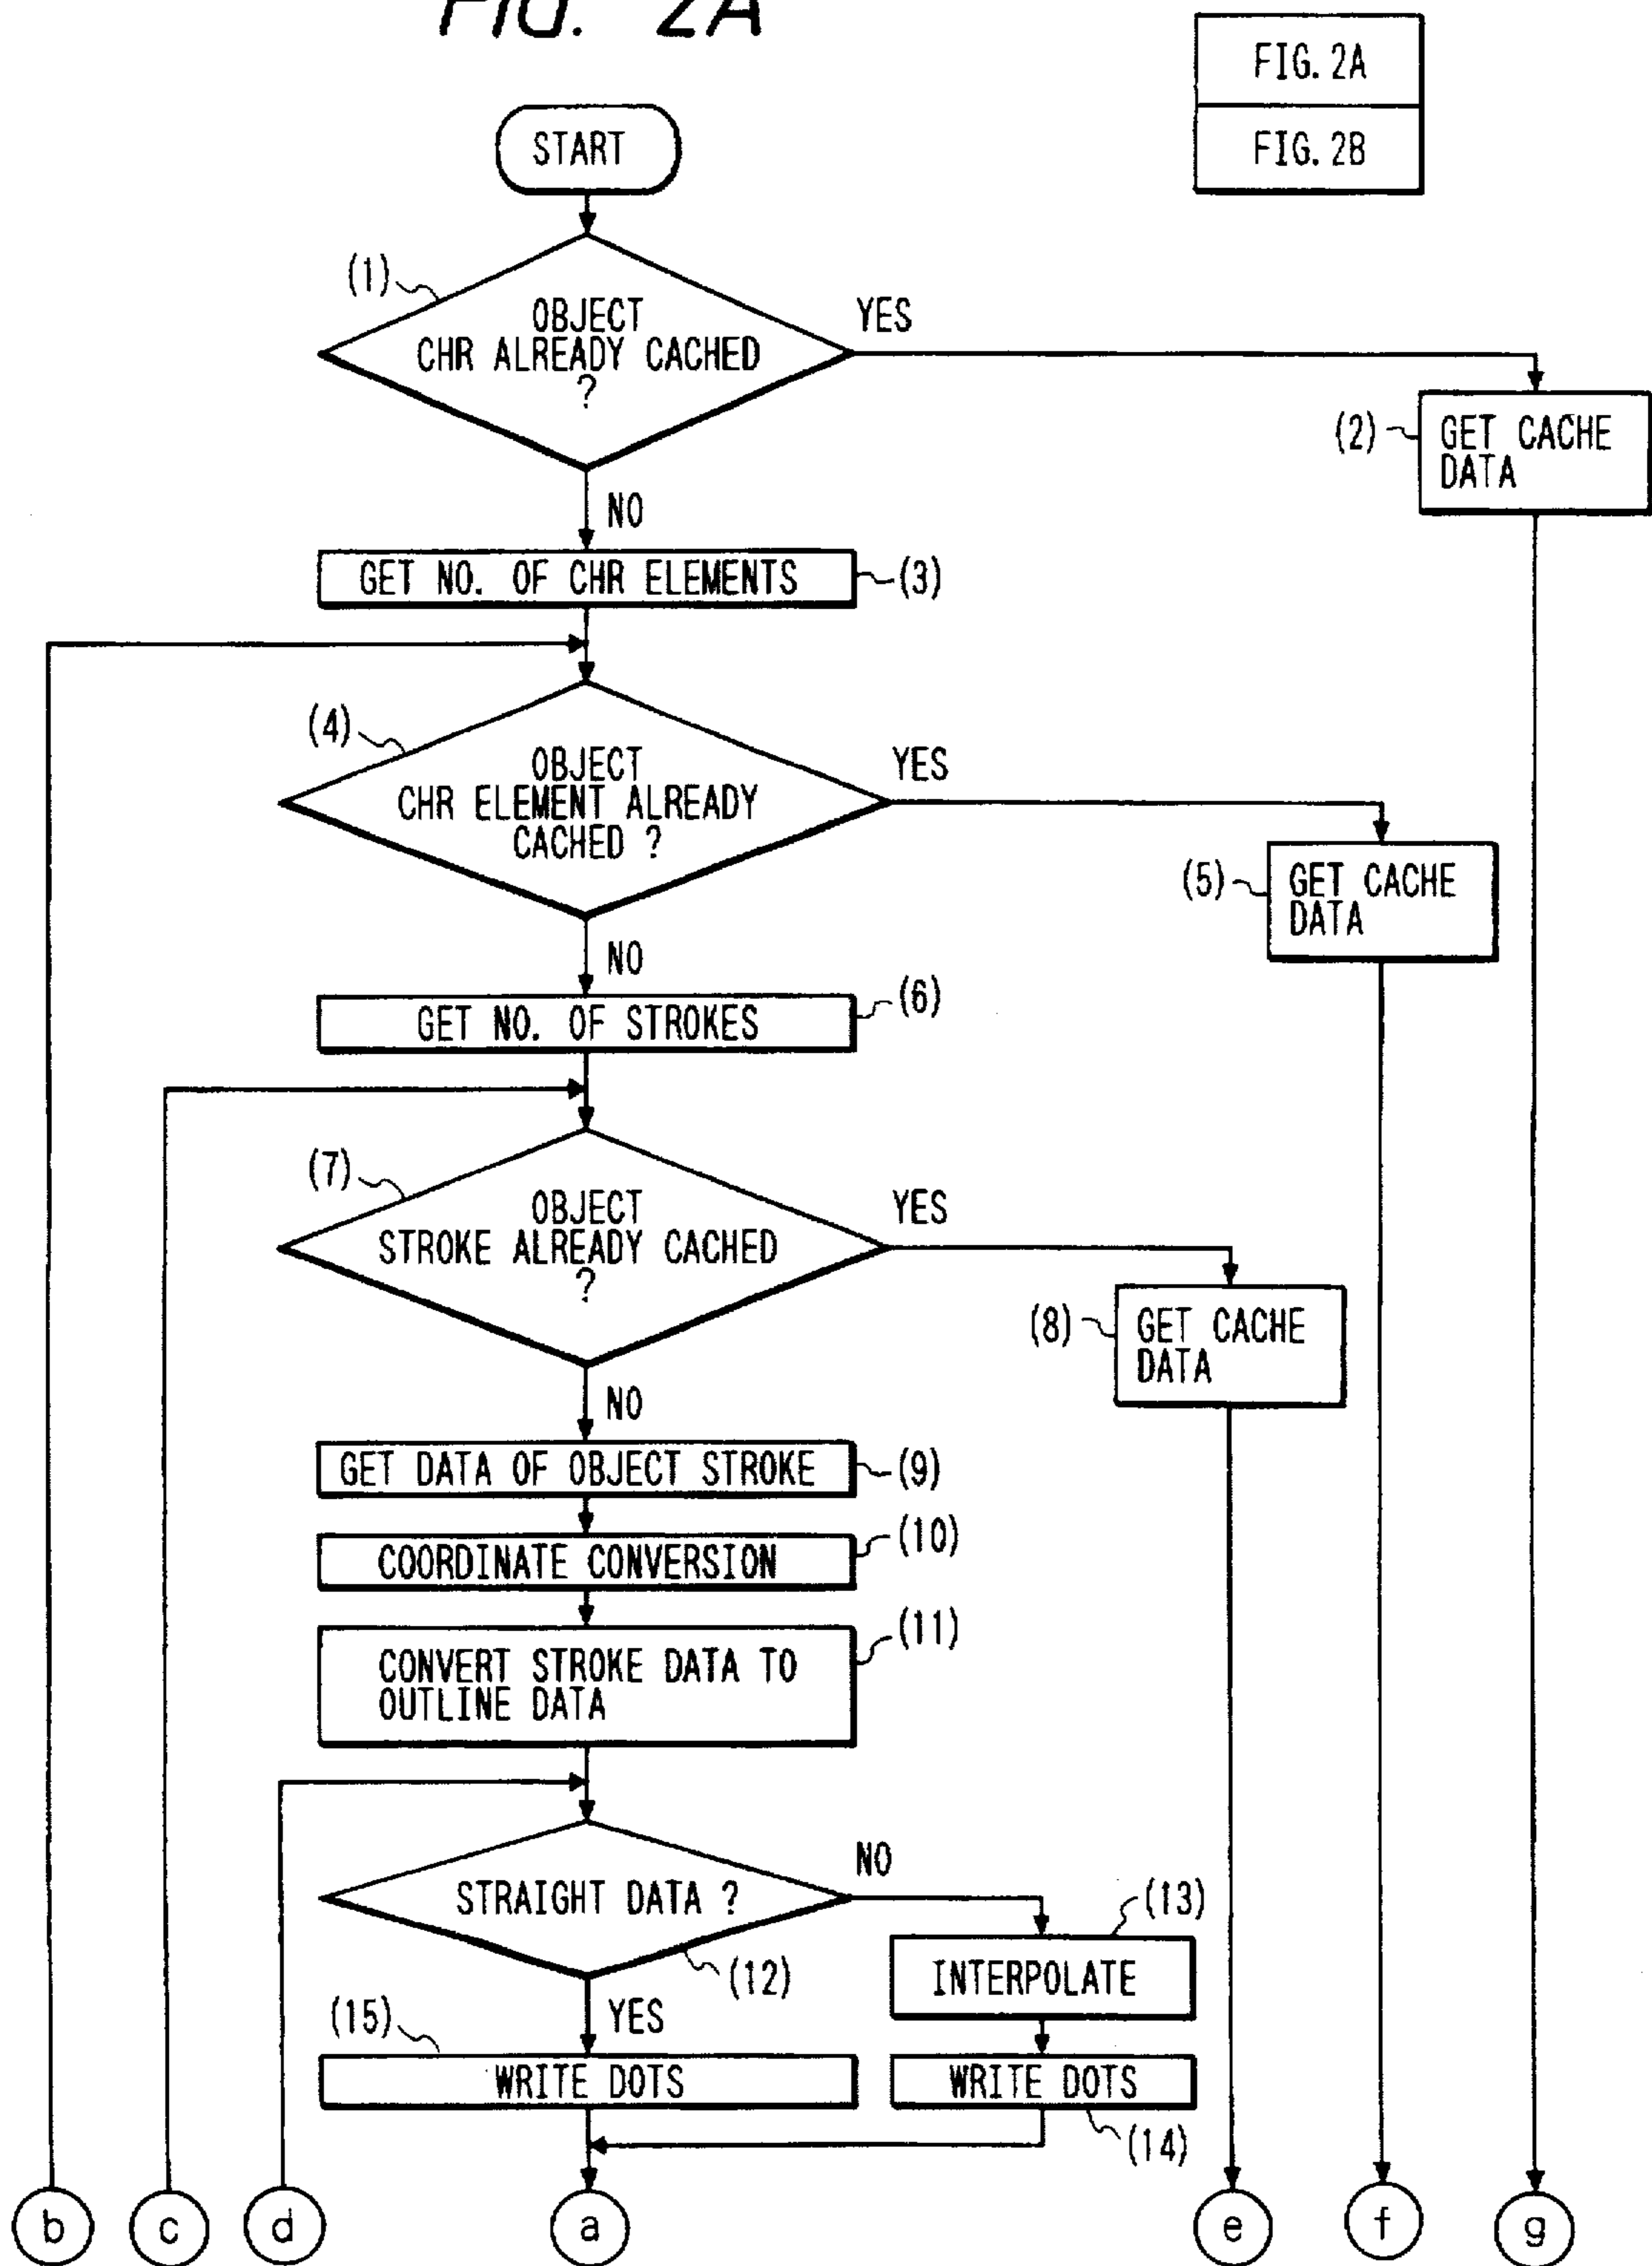 FIG. 2A
FIG. 2A
FIG. 2B
START
(1)
OBJECT
CHR ALREADY CACHED
?
YES
(2)
GET CACHE
DATA
NO
GET NO. OF CHR ELEMENTS
(3)
(4)
OBJECT
CHR ELEMENT ALREADY
CACHED ?
YES
(5)
GET CACHE
DATA
NO
GET NO. OF STROKES
(6)
(7)
OBJECT
STROKE ALREADY CACHED
?
YES
(8)
GET CACHE
DATA
NO
GET DATA OF OBJECT STROKE
(9)
COORDINATE CONVERSION
(10)
CONVERT STROKE DATA TO
OUTLINE DATA
(11)
STRAIGHT DATA ?
NO
(12)
(13)
INTERPOLATE
YES
(15)
WRITE DOTS
WRITE DOTS
(14)
b
c
d
a
e
f
g